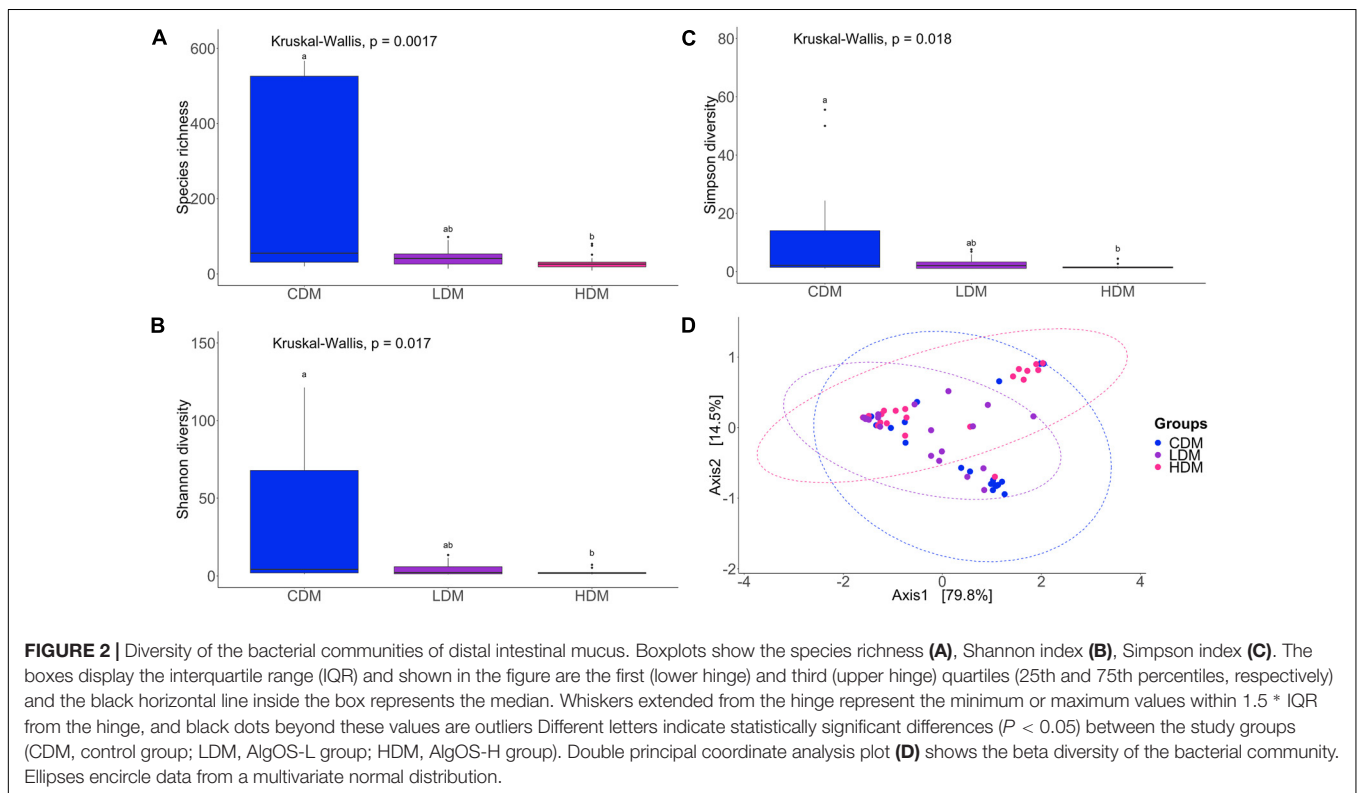 A
Kruskal-Wallis, p = 0.0017
Species richness
600
400
200
0
a
ab
b
CDM
LDM
HDM
C
Kruskal-Wallis, p = 0.018
Simpson diversity
80
60
40
20
0
a
ab
b
CDM
LDM
HDM
B
Kruskal-Wallis, p = 0.017
Shannon diversity
150
100
50
0
a
ab
b
CDM
LDM
HDM
D
Axis2 [14.5%]
1
0
-1
-2
-4
-2
0
2
4
Axis1 [79.8%]
Groups
CDM
LDM
HDM
FIGURE 2 | Diversity of the bacterial communities of distal intestinal mucus. Boxplots show the species richness (A), Shannon index (B), Simpson index (C). The
boxes display the interquartile range (IQR) and shown in the figure are the first (lower hinge) and third (upper hinge) quartiles (25th and 75th percentiles, respectively)
and the black horizontal line inside the box represents the median. Whiskers extended from the hinge represent the minimum or maximum values within 1.5 * IQR
from the hinge, and black dots beyond these values are outliers Different letters indicate statistically significant differences (P < 0.05) between the study groups
(CDM, control group; LDM, AlgOS-L group; HDM, AlgOS-H group). Double principal coordinate analysis plot (D) shows the beta diversity of the bacterial community.
Ellipses encircle data from a multivariate normal distribution.